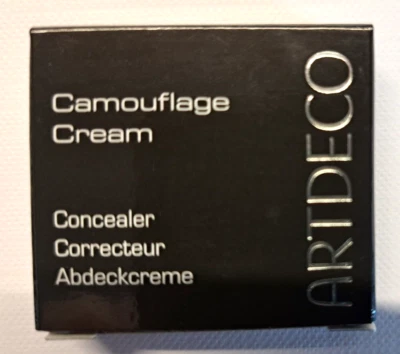 Camouflage
Cream
Concealer
Correcteur
Abdeckcreme
ARTDECO